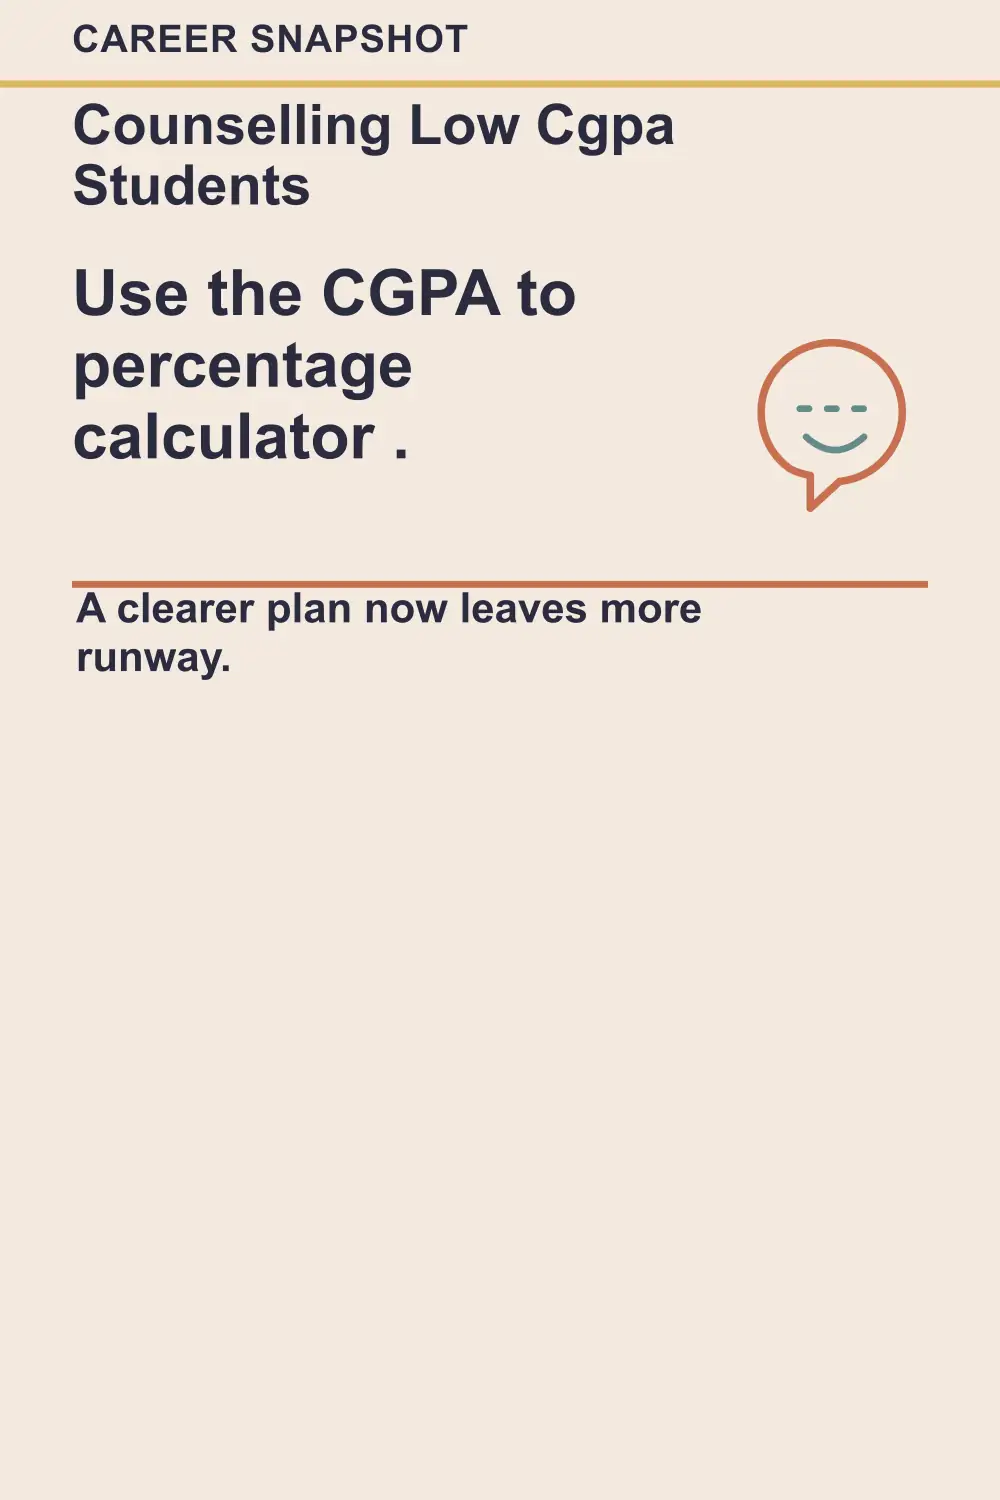 CAREER SNAPSHOT
Counselling Low Cgpa
Students
Use the CGPA to
percentage
calculator .
A clearer plan now leaves more
runway.